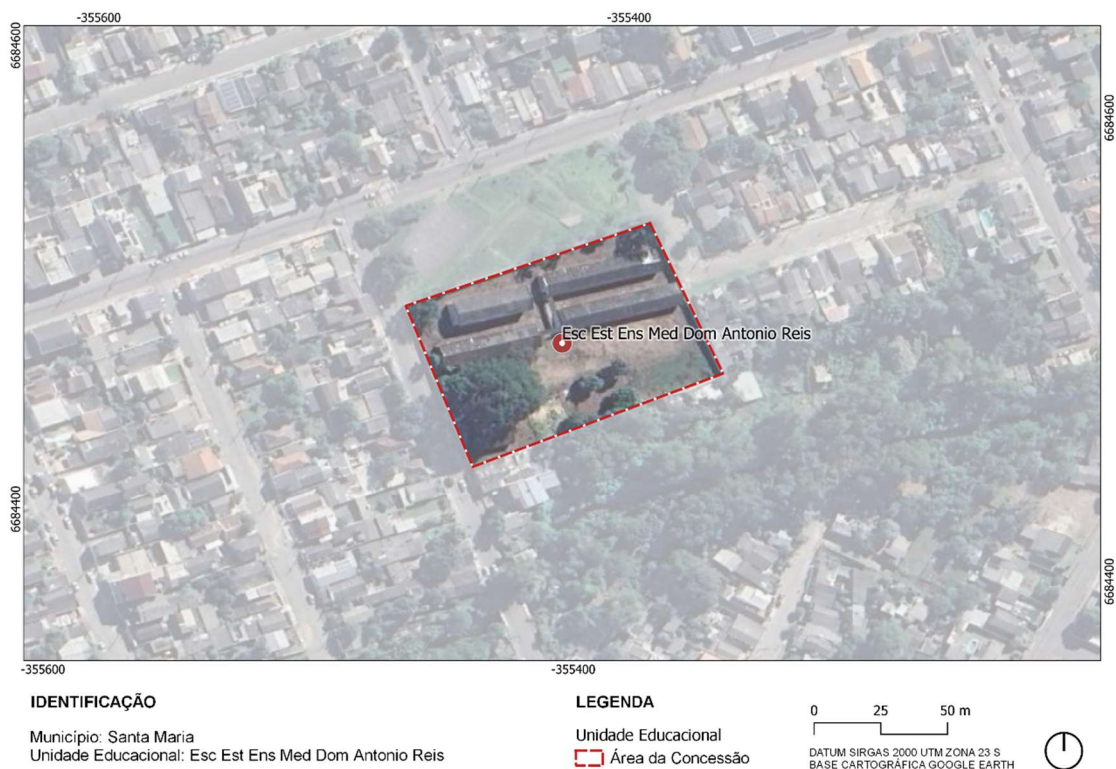 -355600
-355400
6684600
6684600
Esc Est Ens Med Dom Antonio Reis
6684400
6684400
-355600
-355400
IDENTIFICAÇÃO
Município: Santa Maria
Unidade Educacional: Esc Est Ens Med Dom Antonio Reis
LEGENDA
Unidade Educacional
Área da Concessão
0 25 50 m
DATUM SIRGAS 2000 UTM ZONA 23 S
BASE CARTOGRÁFICA GOOGLE EARTH